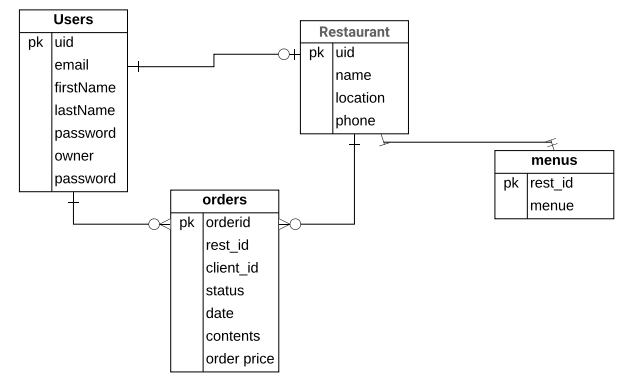 Users
pk uid
email
firstName
lastName
password
owner
password
Restaurant
pk uid
name
location
phone
menus
pk rest_id
menue
orders
pk orderid
rest_id
client_id
status
date
contents
order price